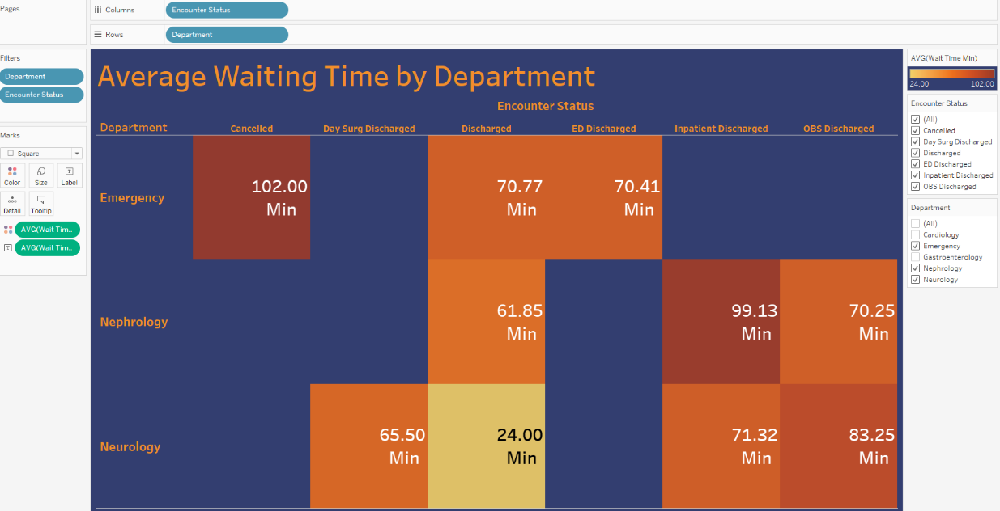 Pages
Columns
Encounter Status
Rows
Department
Filters
Department
Encounter Status
Marks
Square
Color
Size
Label
Detail
Tooltip
AVG(Wait Tim..
AVG(Wait Tim..
Average Waiting Time by Department
Encounter Status
Department Cancelled Day Surg Discharged Discharged ED Discharged Inpatient Discharged OBS Discharged
Emergency
102.00
Min
70.77
Min
70.41
Min
Nephrology
61.85
Min
99.13
Min
70.25
Min
Neurology
65.50
Min
24.00
Min
71.32
Min
83.25
Min
AVG(Wait Time Min)
24.00 102.00
Encounter Status
(All)
Cancelled
Day Surg Discharged
Discharged
ED Discharged
Inpatient Discharged
OBS Discharged
Department
(All)
Cardiology
Emergency
Gastroenterology
Nephrology
Neurology